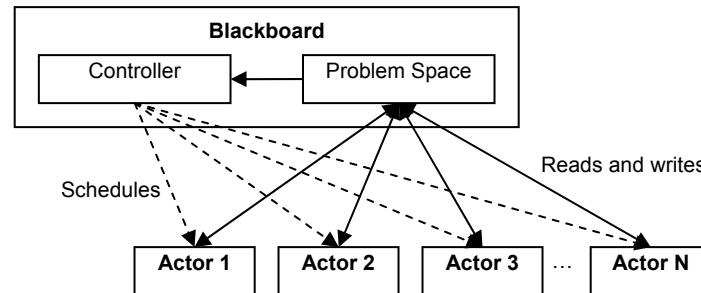 Blackboard
Controller
Problem Space
Reads and writes
Schedules
Actor 1
Actor 2
Actor 3
...
Actor N